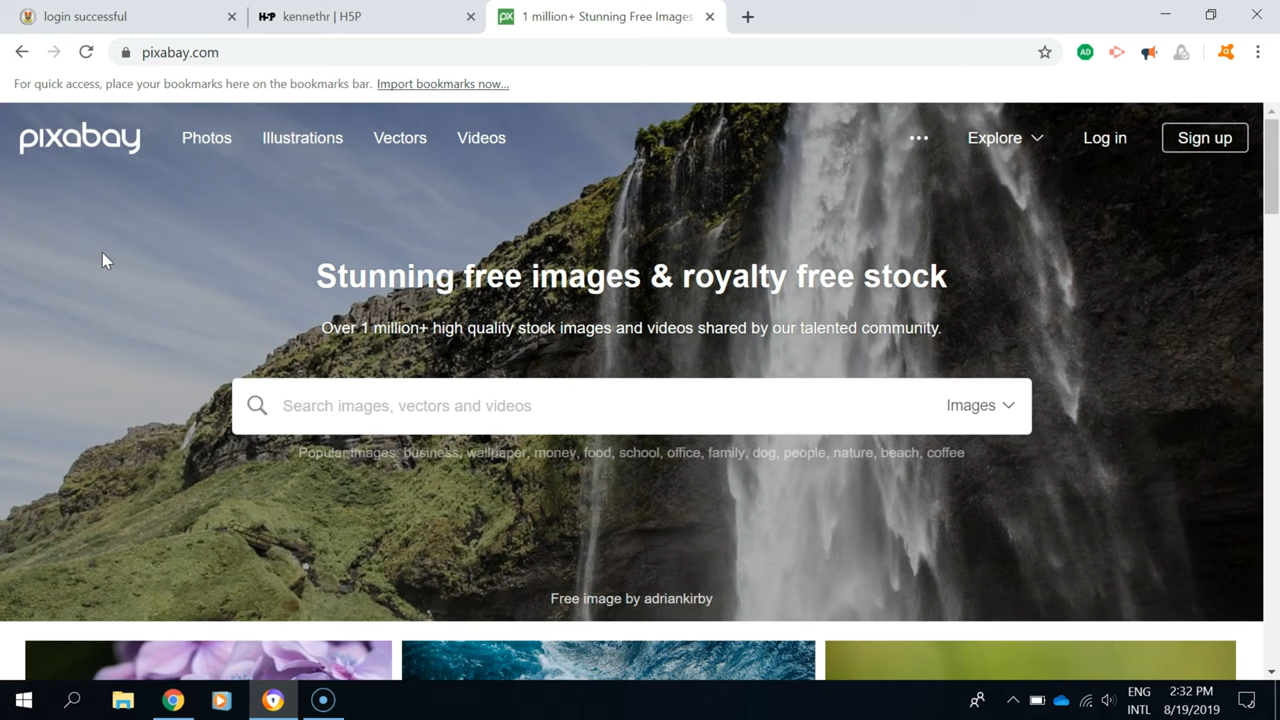 login successful
H5P kennethr | H5P
px 1 million+ Stunning Free Images
pixabay.com
AD
For quick access, place your bookmarks here on the bookmarks bar. Import bookmarks now...
pixabay Photos Illustrations Vectors Videos ••• Explore Log in Sign up
Stunning free images & royalty free stock
Over 1 million+ high quality stock images and videos shared by our talented community.
Search images, vectors and videos Images
Popular Images: business, wallpaper, money, food, school, office, family, dog, people, nature, beach, coffee
Free image by adriankirby
ENG 2:32 PM
INTL 8/19/2019